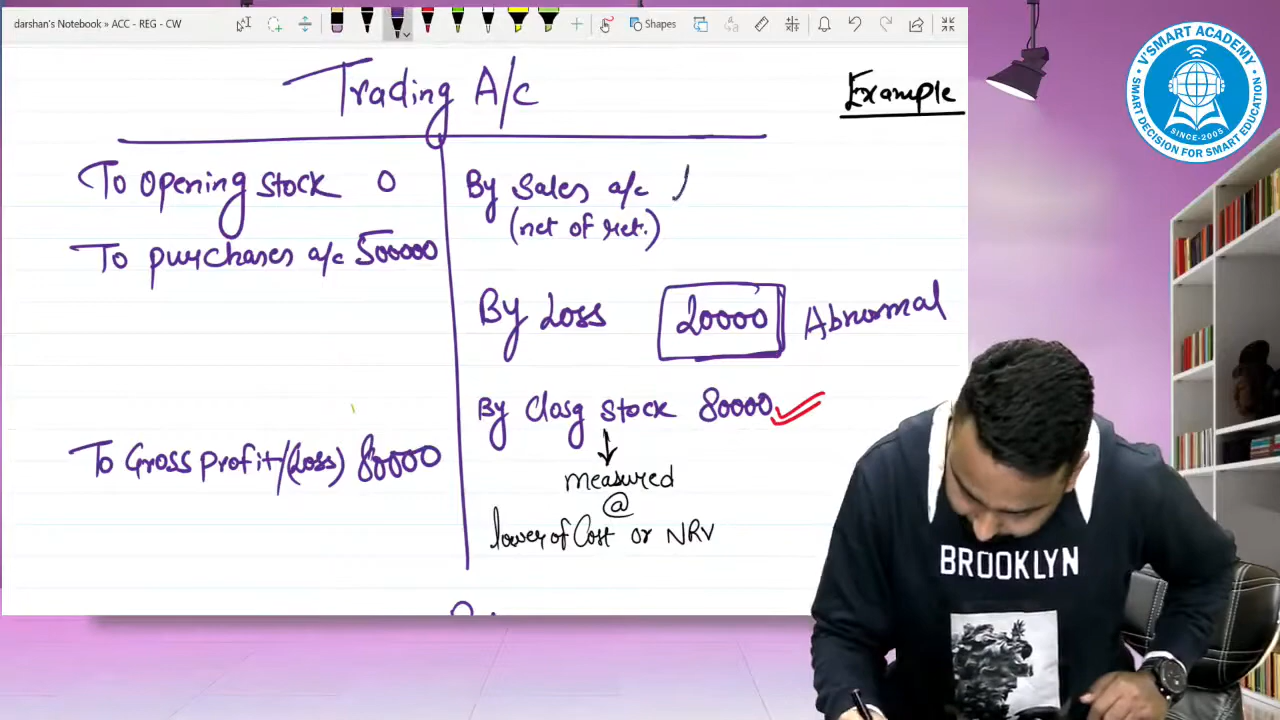 darshan's Notebook » ACC - REG - CW
Shapes
Trading A/c
Example
To Opening stock 0
To purchases a/c 500000
To Gross profit/(Loss) 80000
By Sales a/c
(net of ret.)
By Loss 20000 Abnormal
By Closg stock 80000
measured
@
lower of Cost or NRV
V'SMART ACADEMY
SINCE-2005
SMART DECISION FOR SMART EDUCATION
BROOKLYN